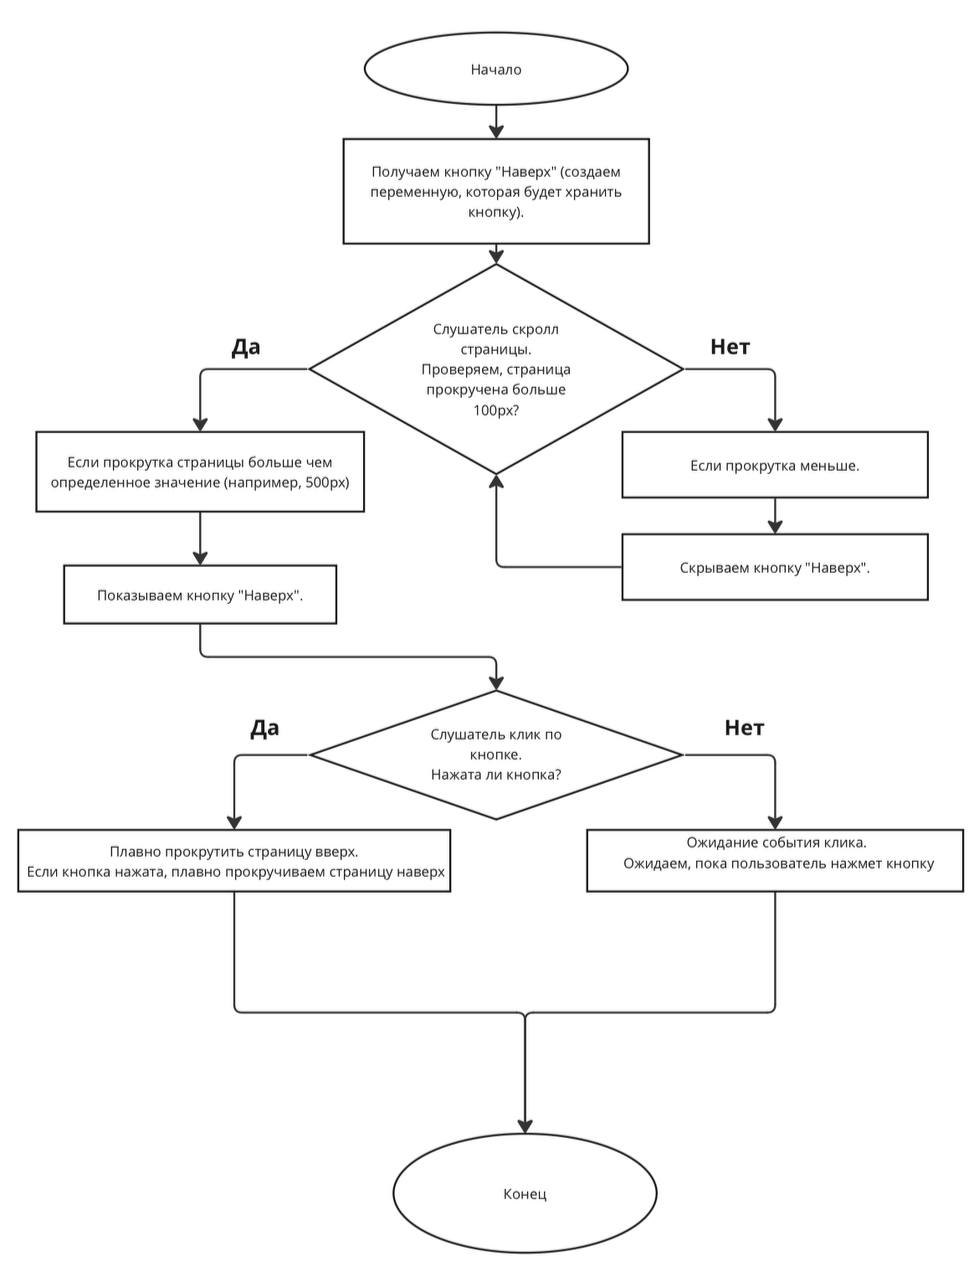 Начало
Получаем кнопку "Наверх" (создаем
переменную, которая будет хранить
кнопку).
Слушатель скролл
страницы.
Проверяем, страница
прокручена больше
100px?
Да
Нет
Если прокрутка страницы больше чем
определенное значение (например, 500px)
Если прокрутка меньше.
Показываем кнопку "Наверх".
Скрываем кнопку "Наверх".
Слушатель клик по
кнопке.
Нажата ли кнопка?
Да
Нет
Плавно прокрутить страницу вверх.
Если кнопка нажата, плавно прокручиваем страницу наверх
Ожидание события клика.
Ожидаем, пока пользователь нажмет кнопку
Конец